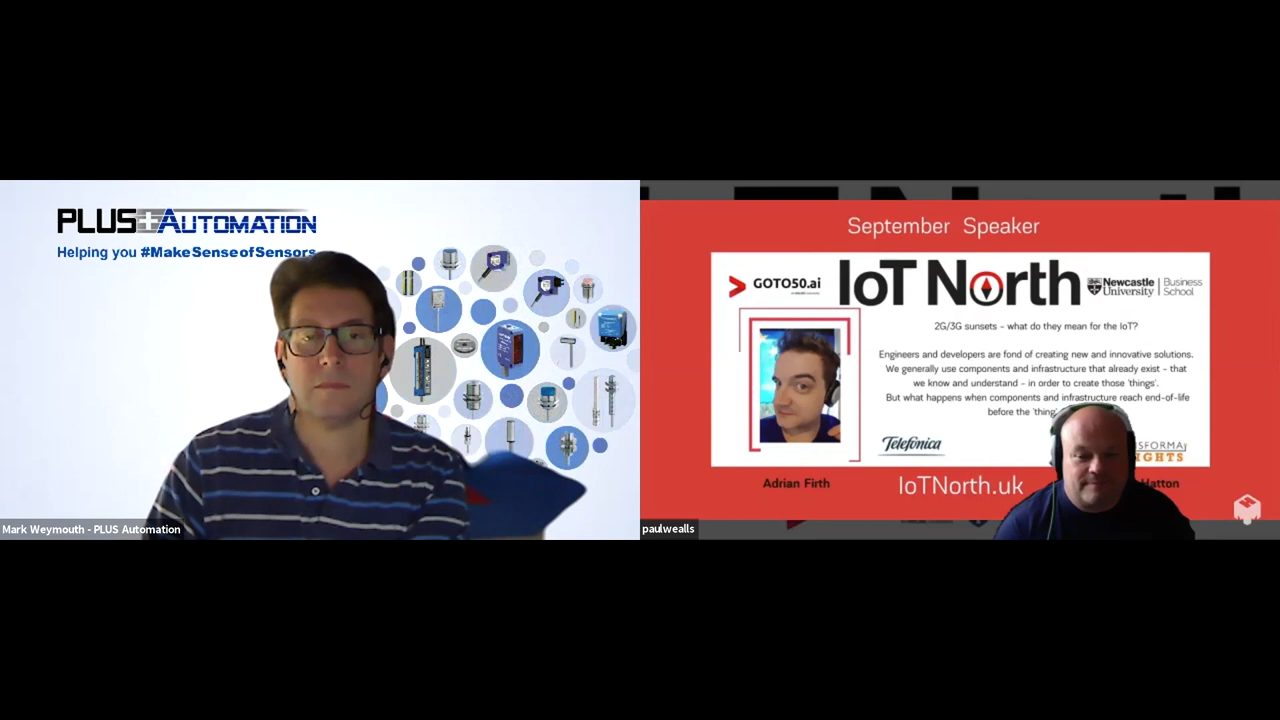 PLUS+AUTOMATION
Helping you #MakeSenseofSensors
Mark Weymouth - PLUS Automation
September Speaker
GOTO50.ai
IoT North
Newcastle University | Business School
2G/3G sunsets - what do they mean for the IoT?
Engineers and developers are fond of creating new and innovative solutions.
We generally use components and infrastructure that already exist - that
we know and understand - in order to create those 'things'.
But what happens when components and infrastructure reach end-of-life
before the 'thing
Telefónica
SFORMA
IGHTS
Adrian Firth
IoTNorth.uk
Hatton
paulwealls